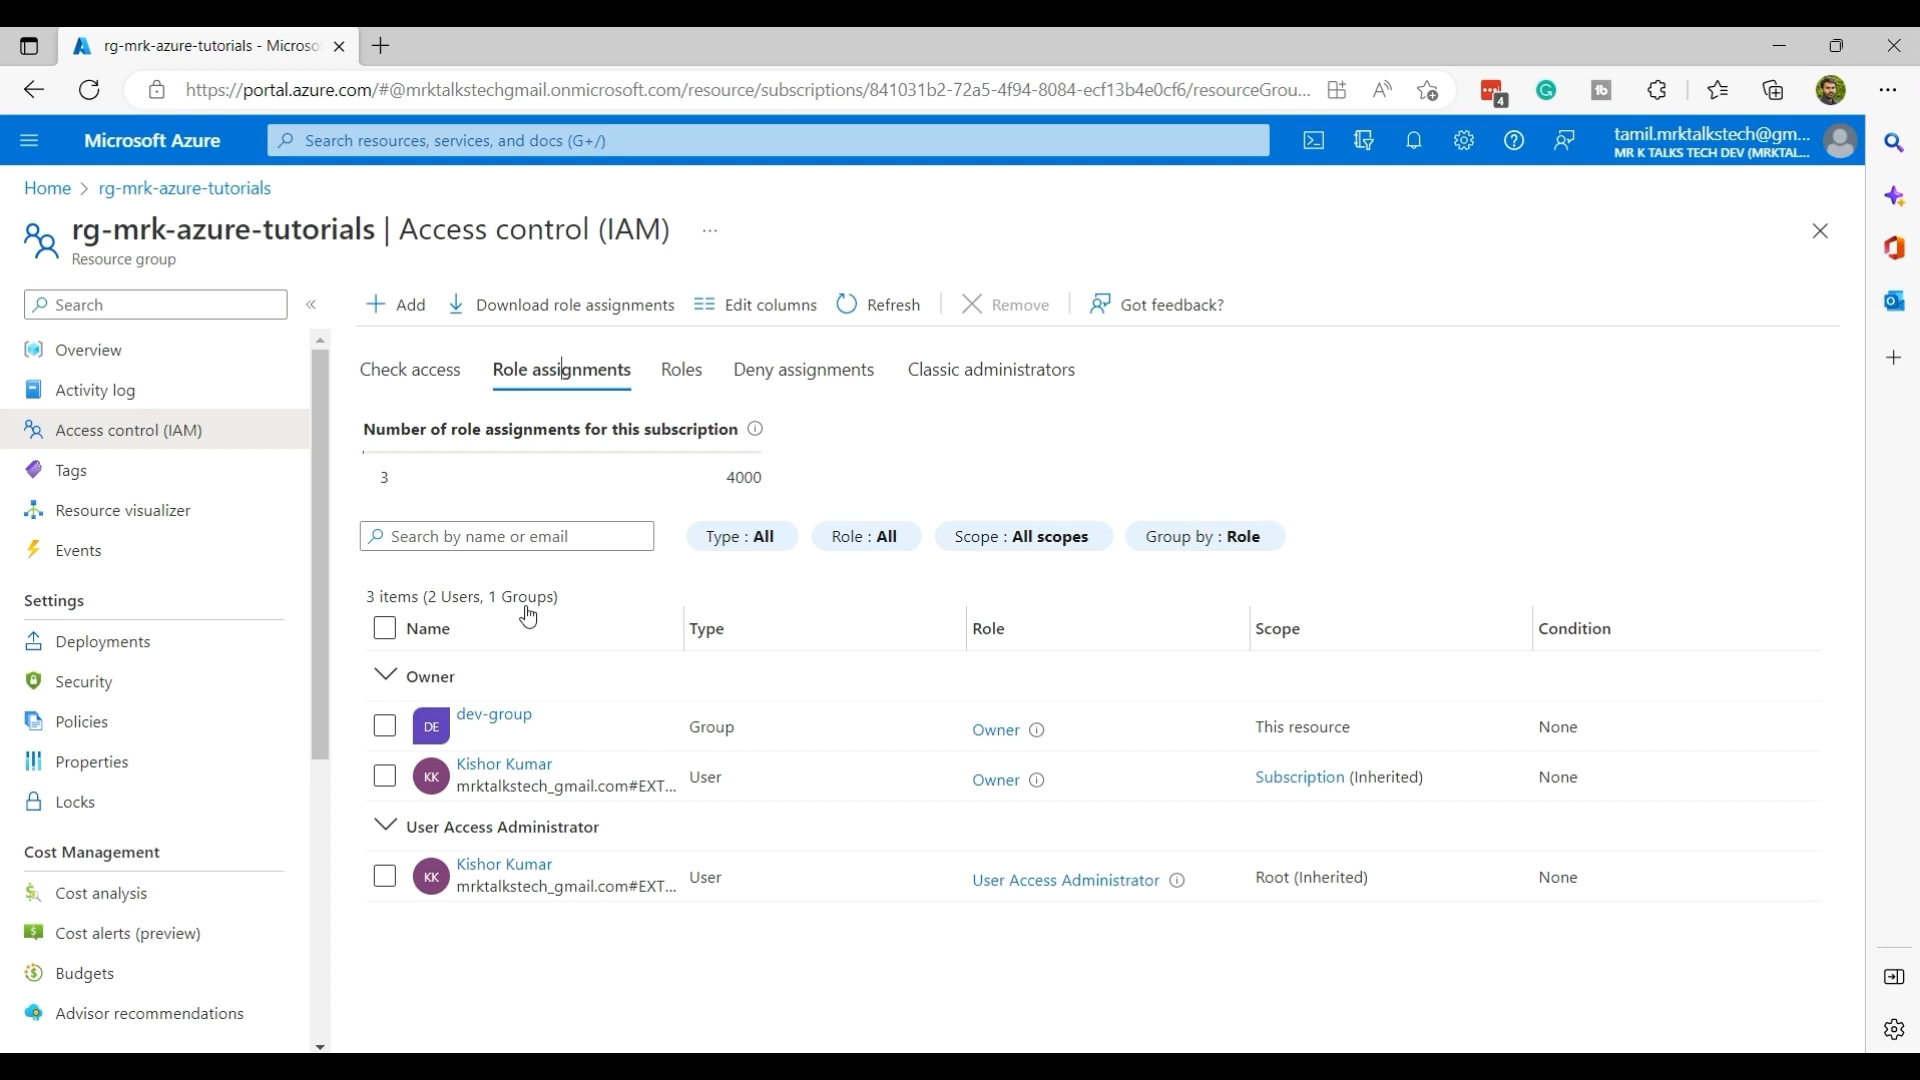 rg-mrk-azure-tutorials - Microso
https://portal.azure.com/#@mrktalkstechgmail.onmicrosoft.com/resource/subscriptions/841031b2-72a5-4f94-8084-ecf13b4e0cf6/resourceGrou...
4
Microsoft Azure
Search resources, services, and docs (G+/)
tamil.mrktalkstech@gm...
MR K TALKS TECH DEV (MRKTAL...
Home > rg-mrk-azure-tutorials
rg-mrk-azure-tutorials | Access control (IAM) ...
Resource group
Search
Add
Download role assignments
Edit columns
Refresh
Remove
Got feedback?
Overview
Activity log
Access control (IAM)
Tags
Resource visualizer
Events
Settings
Deployments
Security
Policies
Properties
Locks
Cost Management
Cost analysis
Cost alerts (preview)
Budgets
Advisor recommendations
Check access
Role assignments
Roles
Deny assignments
Classic administrators
Number of role assignments for this subscription
3 4000
Search by name or email
Type : All
Role : All
Scope : All scopes
Group by : Role
3 items (2 Users, 1 Groups)
Name Type Role Scope Condition
Owner
DE dev-group Group Owner This resource None
KK Kishor Kumar
mrktalkstech_gmail.com#EXT... User Owner Subscription (Inherited) None
User Access Administrator
KK Kishor Kumar
mrktalkstech_gmail.com#EXT... User User Access Administrator Root (Inherited) None